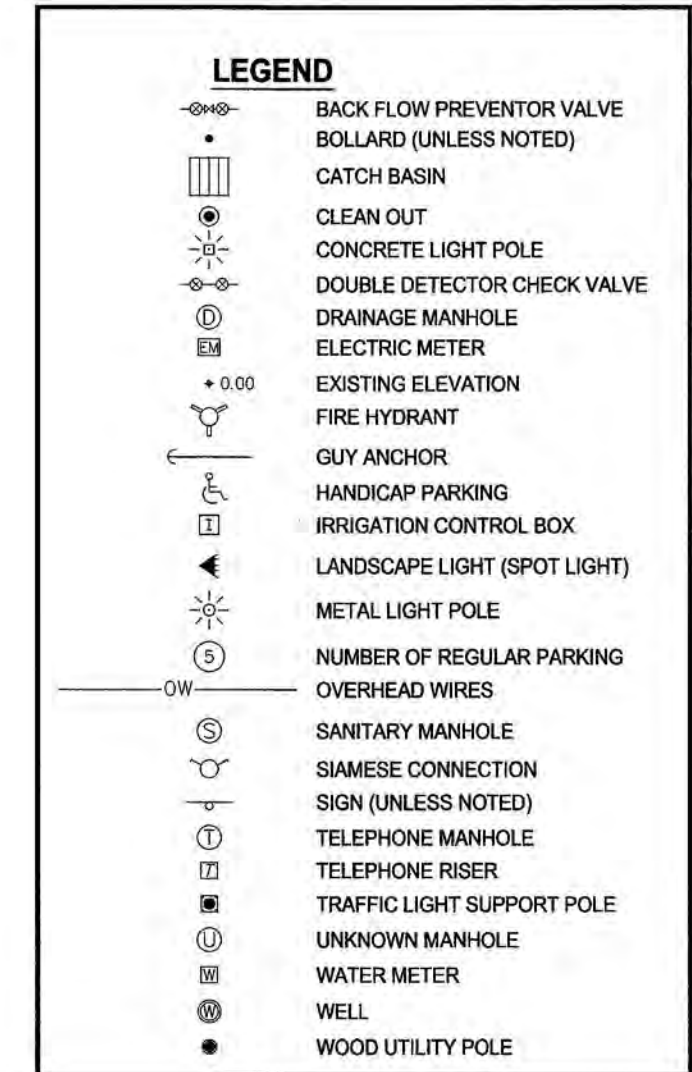 LEGEND
BACK FLOW PREVENTOR VALVE
BOLLARD (UNLESS NOTED)
CATCH BASIN
CLEAN OUT
CONCRETE LIGHT POLE
DOUBLE DETECTOR CHECK VALVE
D DRAINAGE MANHOLE
EM ELECTRIC METER
0.00 EXISTING ELEVATION
FIRE HYDRANT
GUY ANCHOR
HANDICAP PARKING
I IRRIGATION CONTROL BOX
LANDSCAPE LIGHT (SPOT LIGHT)
METAL LIGHT POLE
5 NUMBER OF REGULAR PARKING
OW OVERHEAD WIRES
S SANITARY MANHOLE
SIAMESE CONNECTION
SIGN (UNLESS NOTED)
T TELEPHONE MANHOLE
T TELEPHONE RISER
TRAFFIC LIGHT SUPPORT POLE
U UNKNOWN MANHOLE
W WATER METER
W WELL
WOOD UTILITY POLE